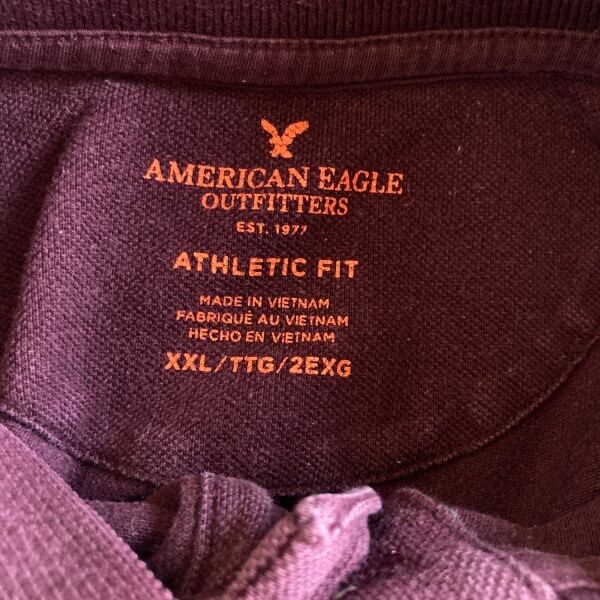 AMERICAN EAGLE
OUTFITTERS
EST. 1977
ATHLETIC FIT
MADE IN VIETNAM
FABRIQUÉ AU VIETNAM
HECHO EN VIETNAM
XXL/TTG/2EXG